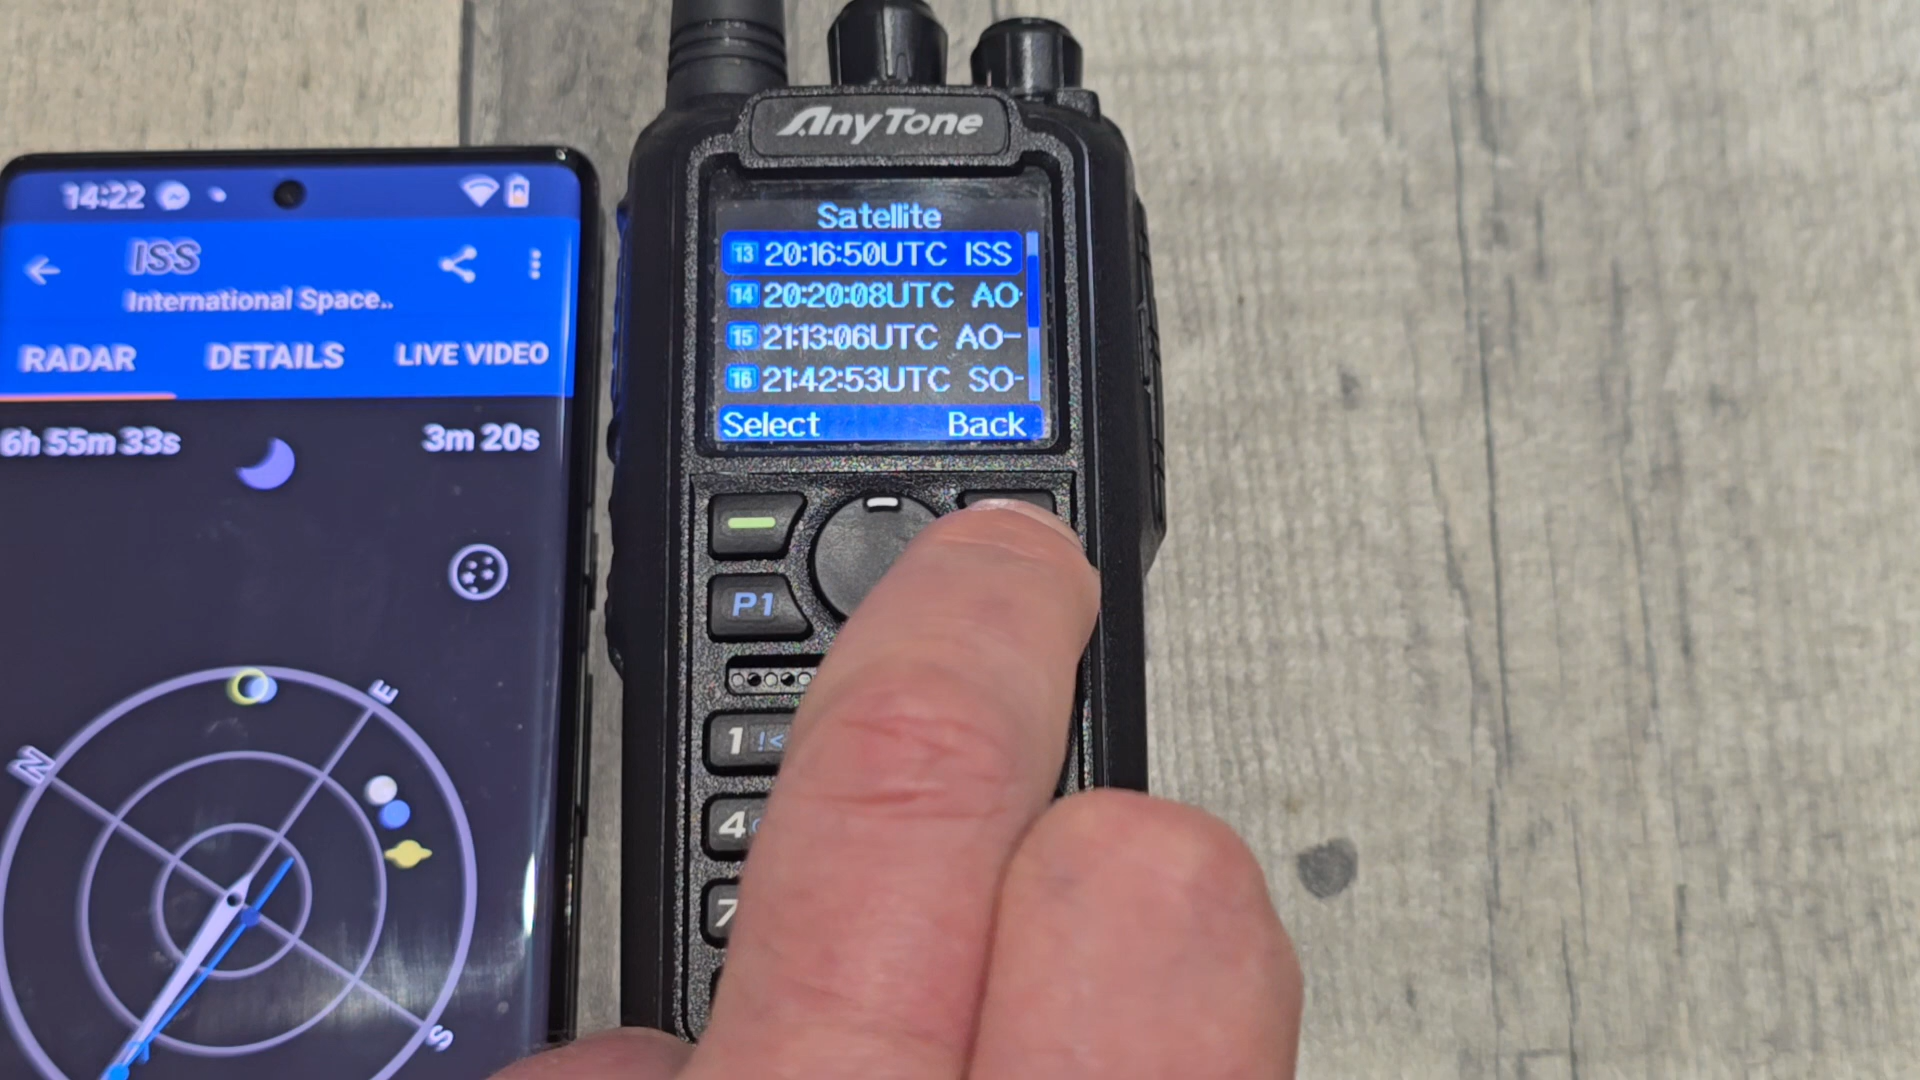 14:22
ISS
International Space..
RADAR DETAILS LIVE VIDEO
6h 55m 33s 3m 20s
N
E
S
AnyTone
Satellite
13 20:16:50UTC ISS
14 20:20:08UTC AO
15 21:13:06UTC AO-
16 21:42:53UTC SO-
Select Back
P1
1
4
7